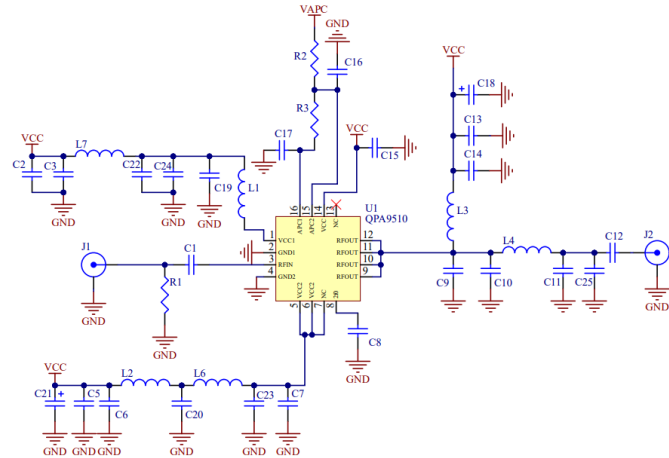 VAPC
GND
R2
C16
VCC
C18
R3
C13
C17
VCC
C14
VCC
L7
C15
C2
C3
C22
C24
C19
L1
GND
GND
GND
GND
U1
QPA9510
L3
16
15
14
13
APC1
APC2
VCC
NC
J1
C1
1
2
3
4
VCC1
GND1
RFIN
GND2
RFOUT
RFOUT
RFOUT
RFOUT
12
11
10
9
L4
C12
J2
R1
VCC2
VCC2
NC
2f0
5
6
7
8
C9
C10
C11
C25
GND
GND
GND
GND
GND
GND
GND
GND
C8
GND
VCC
L2
L6
C21
C5
C6
C20
C23
C7
GND
GND
GND
GND
GND
GND